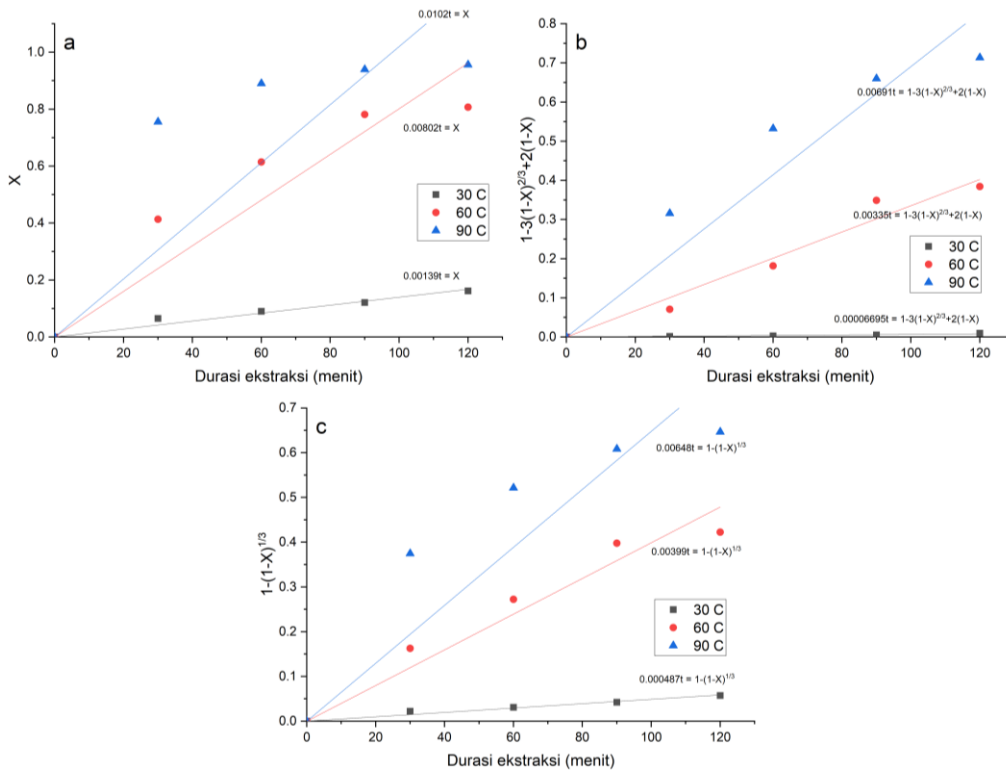 a
0.0102t = X
0.00802t = X
0.00139t = X
X
1.0
0.8
0.6
0.4
0.2
0.0
30 C
60 C
90 C
0 20 40 60 80 100 120
Durasi ekstraksi (menit)
b
0.00691t = 1-3(1-X)^2/3+2(1-X)
0.00335t = 1-3(1-X)^2/3+2(1-X)
0.00006695t = 1-3(1-X)^2/3+2(1-X)
1-3(1-X)^2/3+2(1-X)
0.8
0.7
0.6
0.5
0.4
0.3
0.2
0.1
0.0
30 C
60 C
90 C
0 20 40 60 80 100 120
Durasi ekstraksi (menit)
c
0.00648t = 1-(1-X)^1/3
0.00399t = 1-(1-X)^1/3
0.000487t = 1-(1-X)^1/3
1-(1-X)^1/3
0.7
0.6
0.5
0.4
0.3
0.2
0.1
0.0
30 C
60 C
90 C
0 20 40 60 80 100 120
Durasi ekstraksi (menit)